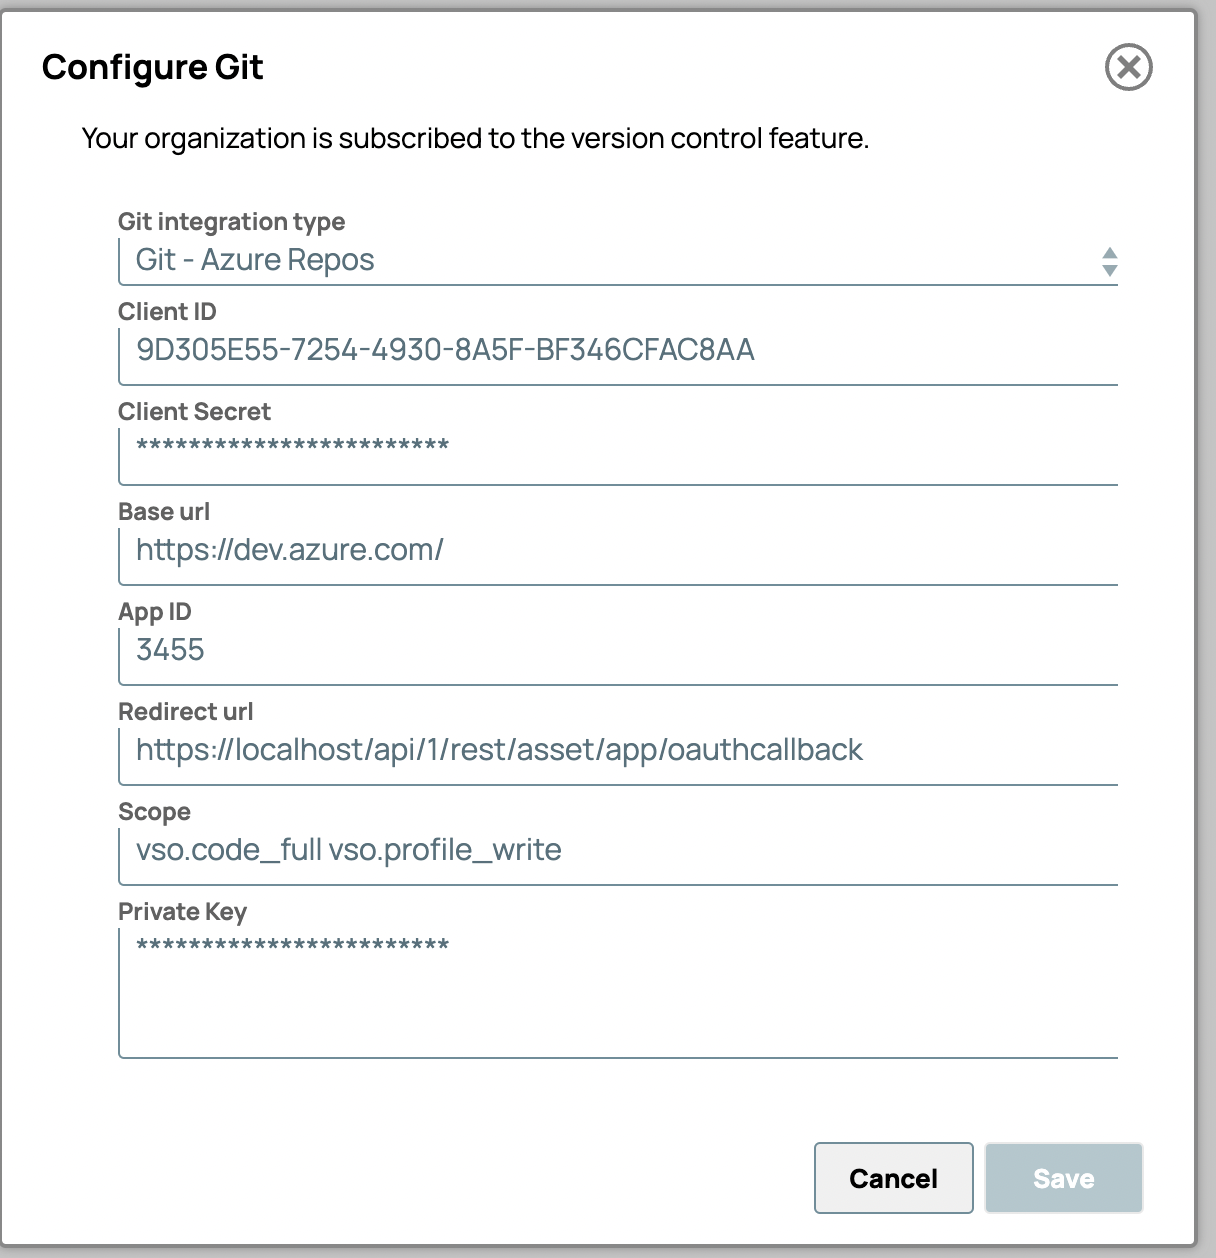 Configure Git
Your organization is subscribed to the version control feature.
Git integration type
Git - Azure Repos
Client ID
9D305E55-7254-4930-8A5F-BF346CFAC8AA
Client Secret
************************
Base url
https://dev.azure.com/
App ID
3455
Redirect url
https://localhost/api/1/rest/asset/app/oauthcallback
Scope
vso.code_full vso.profile_write
Private Key
************************
Cancel Save